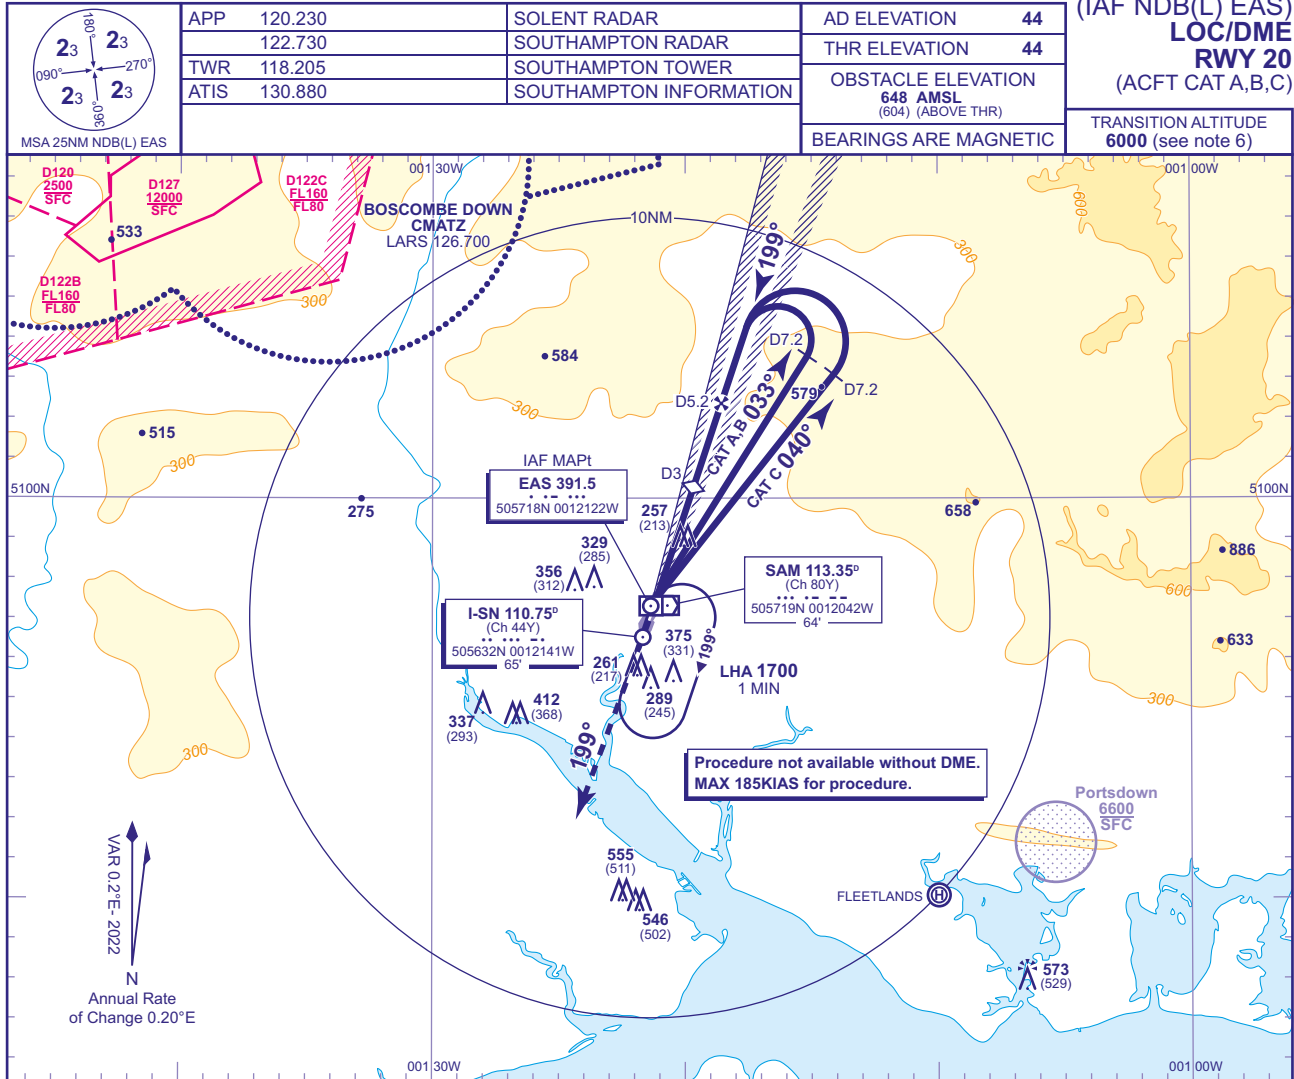 180°
23
23
090°
270°
23
23
360°
MSA 25NM NDB(L) EAS
APP 120.230 SOLENT RADAR
122.730 SOUTHAMPTON RADAR
TWR 118.205 SOUTHAMPTON TOWER
ATIS 130.880 SOUTHAMPTON INFORMATION
AD ELEVATION 44
THR ELEVATION 44
OBSTACLE ELEVATION
648 AMSL
(604) (ABOVE THR)
BEARINGS ARE MAGNETIC
(IAF NDB(L) EAS)
LOC/DME
RWY 20
(ACFT CAT A,B,C)
TRANSITION ALTITUDE
6000 (see note 6)
001 30W
001 00W
D120
2500
SFC
D127
12000
SFC
D122C
FL160
FL80
533
D122B
FL160
FL80
300
BOSCOMBE DOWN
CMATZ
LARS 126.700
10NM
199°
300
600
584
300
D7.2
D7.2
579
D5.2
CAT A,B 033°
CAT C 040°
D3
515
300
5100N
5100N
275
IAF MAPt
EAS 391.5
505718N 0012122W
257
(213)
658
886
600
633
300
329
(285)
356
(312)
SAM 113.35D
(Ch 80Y)
505719N 0012042W
64'
I-SN 110.75D
(Ch 44Y)
505632N 0012141W
65'
375
(331)
199°
261
(217)
289
(245)
LHA 1700
1 MIN
412
(368)
337
(293)
300
199°
Procedure not available without DME.
MAX 185KIAS for procedure.
Portsdown
6600
SFC
VAR 0.2°E - 2022
N
Annual Rate
of Change 0.20°E
555
(511)
546
(502)
FLEETLANDS
H
573
(529)
001 30W
001 00W